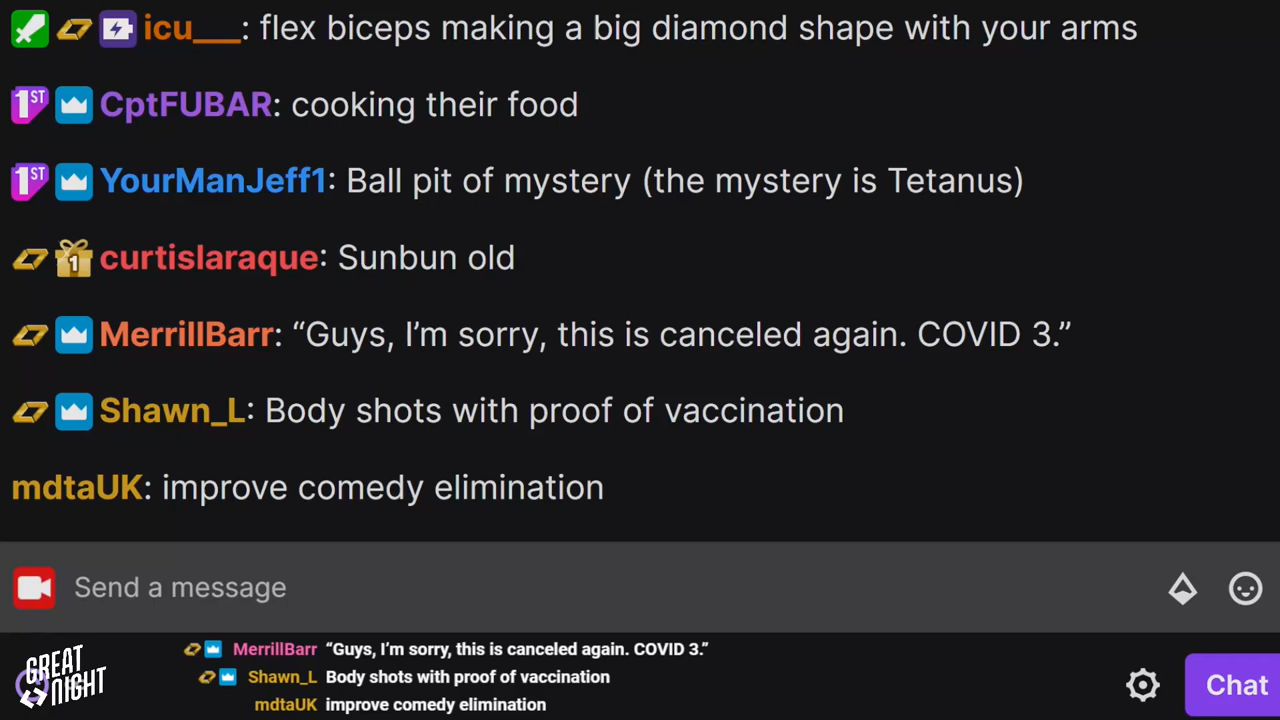 icu___: flex biceps making a big diamond shape with your arms
1ST CptFUBAR: cooking their food
1ST YourManJeff1: Ball pit of mystery (the mystery is Tetanus)
1 curtislaraque: Sunbun old
MerrillBarr: “Guys, I’m sorry, this is canceled again. COVID 3.”
Shawn_L: Body shots with proof of vaccination
mdtaUK: improve comedy elimination
Send a message
GREAT NIGHT
MerrillBarr “Guys, I’m sorry, this is canceled again. COVID 3.”
Shawn_L Body shots with proof of vaccination
mdtaUK improve comedy elimination
Chat